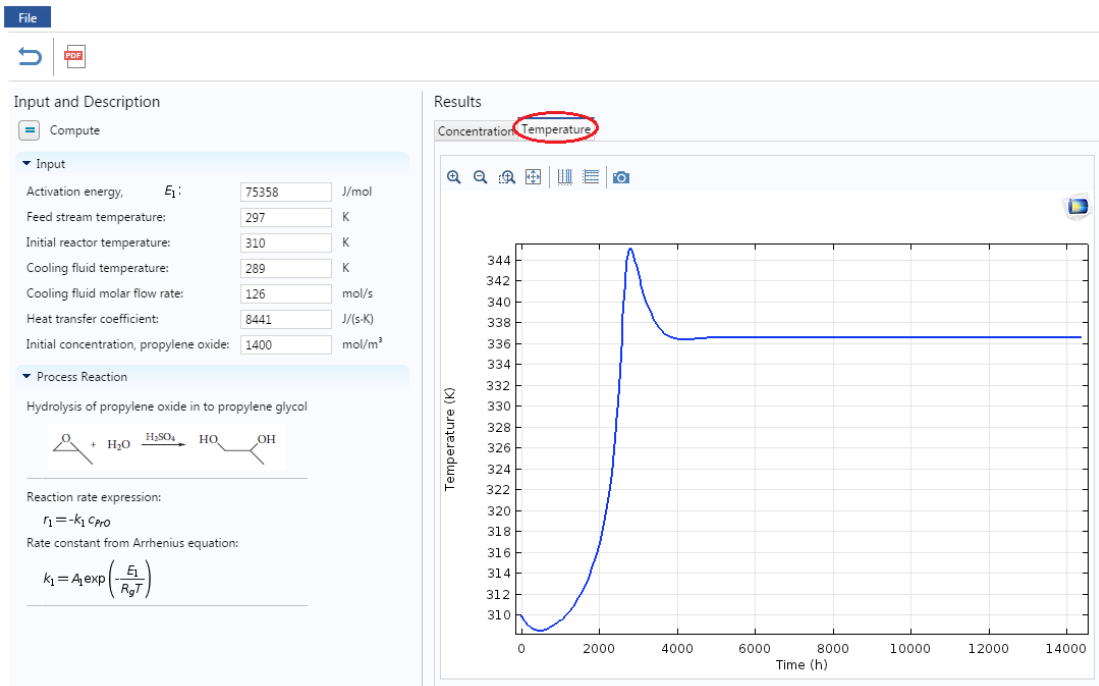 File
PDF
Input and Description
Compute
Input
Activation energy, E₁: 75358 J/mol
Feed stream temperature: 297 K
Initial reactor temperature: 310 K
Cooling fluid temperature: 289 K
Cooling fluid molar flow rate: 126 mol/s
Heat transfer coefficient: 8441 J/(s·K)
Initial concentration, propylene oxide: 1400 mol/m³
Process Reaction
Hydrolysis of propylene oxide in to propylene glycol
O + H₂O H₂SO₄ HO OH
Reaction rate expression:
r₁=-k₁ c_PrO
Rate constant from Arrhenius equation:
k₁=A₁exp(-E₁/R_gT)
Results
Concentration Temperature
344
342
340
338
336
334
332
330
328
326
324
322
320
318
316
314
312
310
Temperature (K)
0 2000 4000 6000 8000 10000 12000 14000
Time (h)